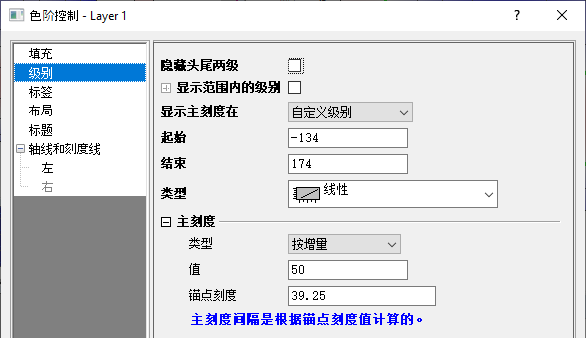 色阶控制 - Layer 1
?
填充
级别
标签
布局
标题
轴线和刻度线
左
右
隐藏头尾两级
显示范围内的级别
显示主刻度在 自定义级别
起始 -134
结束 174
类型 线性
主刻度
类型 按增量
值 50
锚点刻度 39.25
主刻度间隔是根据锚点刻度值计算的。